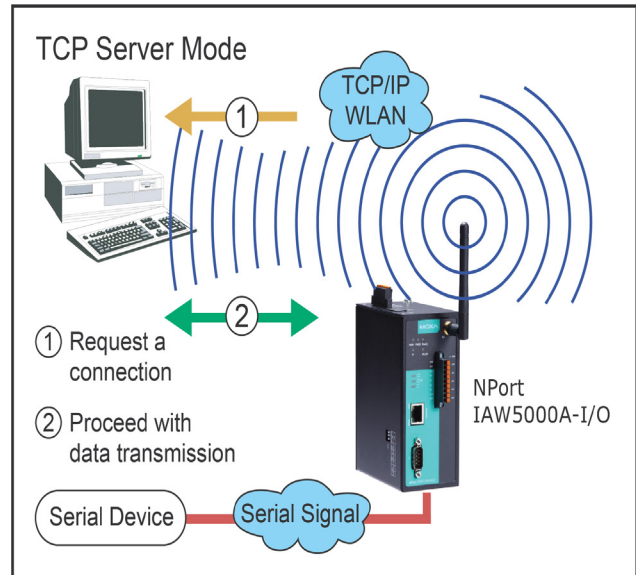 TCP Server Mode
TCP/IP
WLAN
1
2
1 Request a
connection
2 Proceed with
data transmission
MOXA
NPort
IAW5000A-I/O
Serial Device
Serial Signal